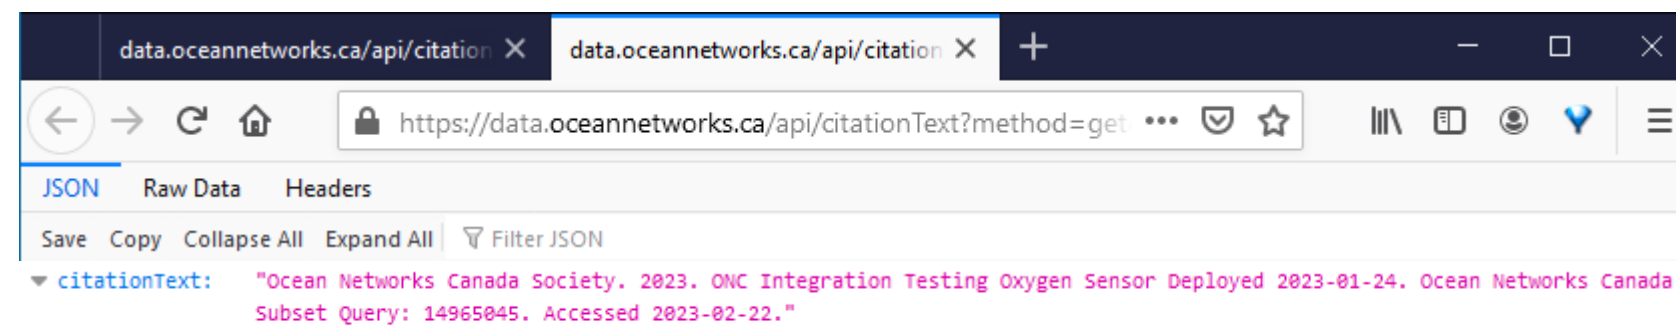 data.oceannetworks.ca/api/citation data.oceannetworks.ca/api/citation
https://data.oceannetworks.ca/api/citationText?method=get
JSON Raw Data Headers
Save Copy Collapse All Expand All Filter JSON
citationText: "Ocean Networks Canada Society. 2023. ONC Integration Testing Oxygen Sensor Deployed 2023-01-24. Ocean Networks Canada
Subset Query: 14965045. Accessed 2023-02-22."